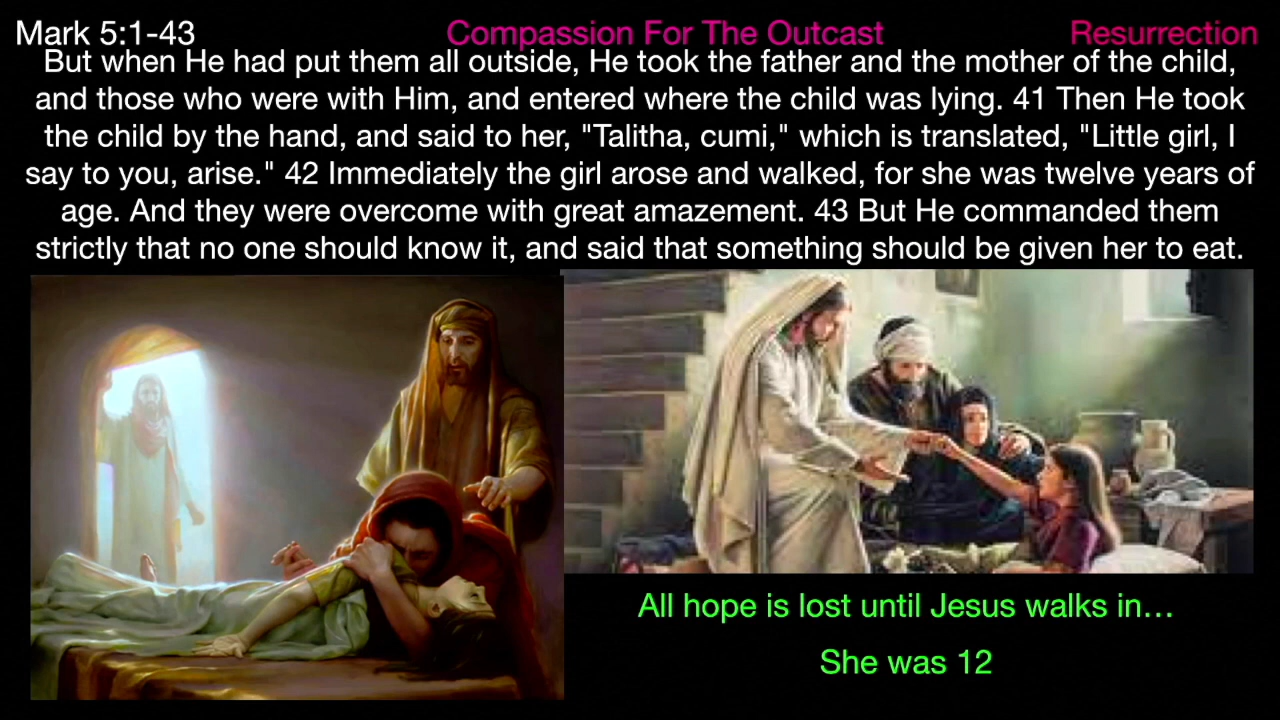 Mark 5:1-43 Compassion For The Outcast Resurrection
But when He had put them all outside, He took the father and the mother of the child,
and those who were with Him, and entered where the child was lying. 41 Then He took
the child by the hand, and said to her, "Talitha, cumi," which is translated, "Little girl, I
say to you, arise." 42 Immediately the girl arose and walked, for she was twelve years of
age. And they were overcome with great amazement. 43 But He commanded them
strictly that no one should know it, and said that something should be given her to eat.
All hope is lost until Jesus walks in…
She was 12